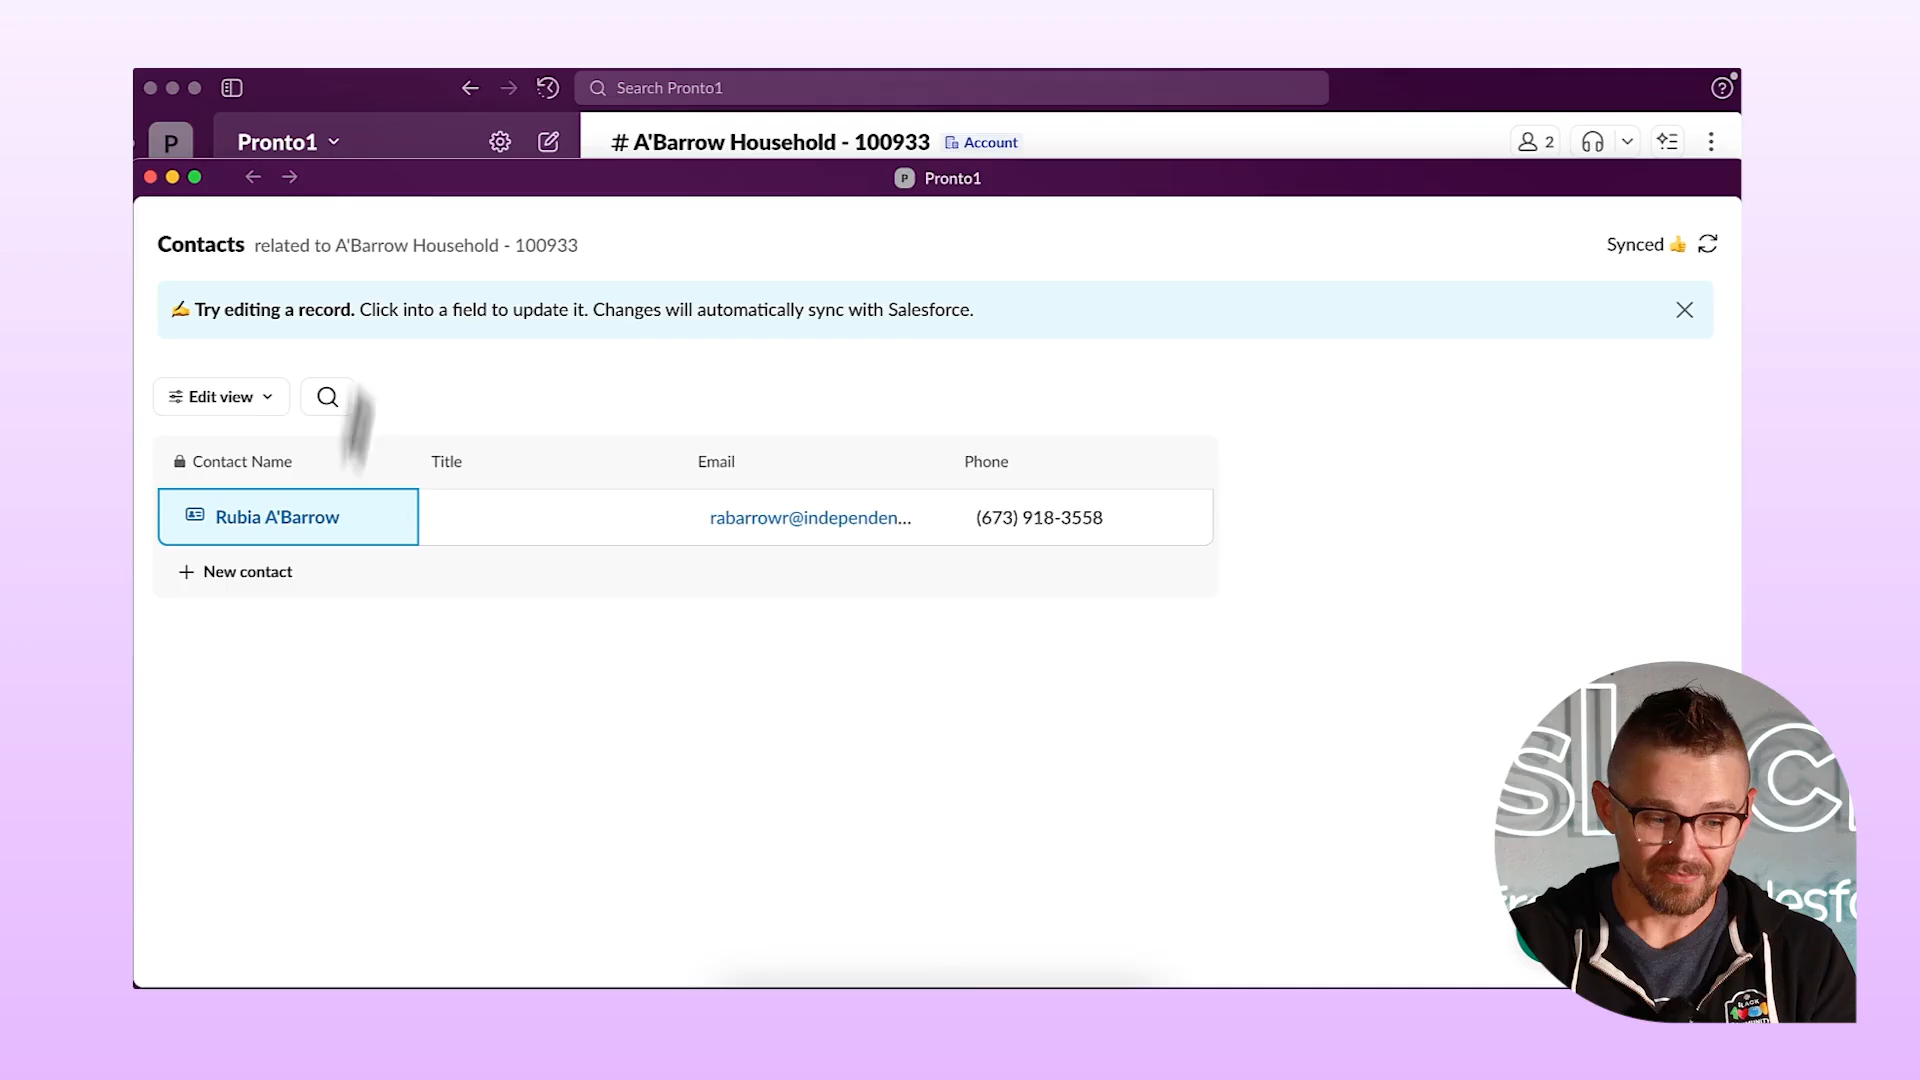 Search Pronto1
P
Pronto1
# A'Barrow Household - 100933
Account
2
P Pronto1
Contacts related to A'Barrow Household - 100933
Synced 👍
✍️ Try editing a record. Click into a field to update it. Changes will automatically sync with Salesforce.
Edit view
Contact Name Title Email Phone
Rubia A'Barrow rabarrowr@independen... (673) 918-3558
+ New contact